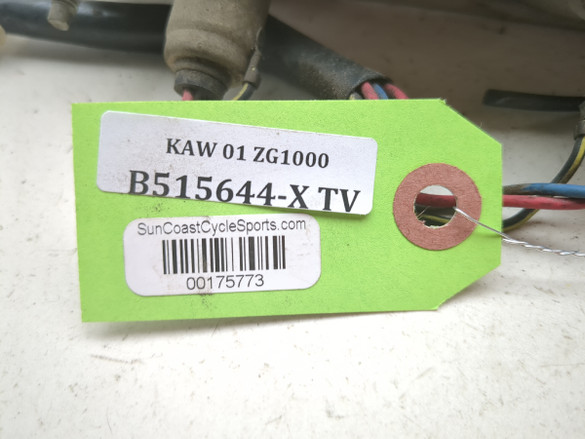 KAW 01 ZG1000
B515644-X TV
SunCoastCycleSports.com
00175773